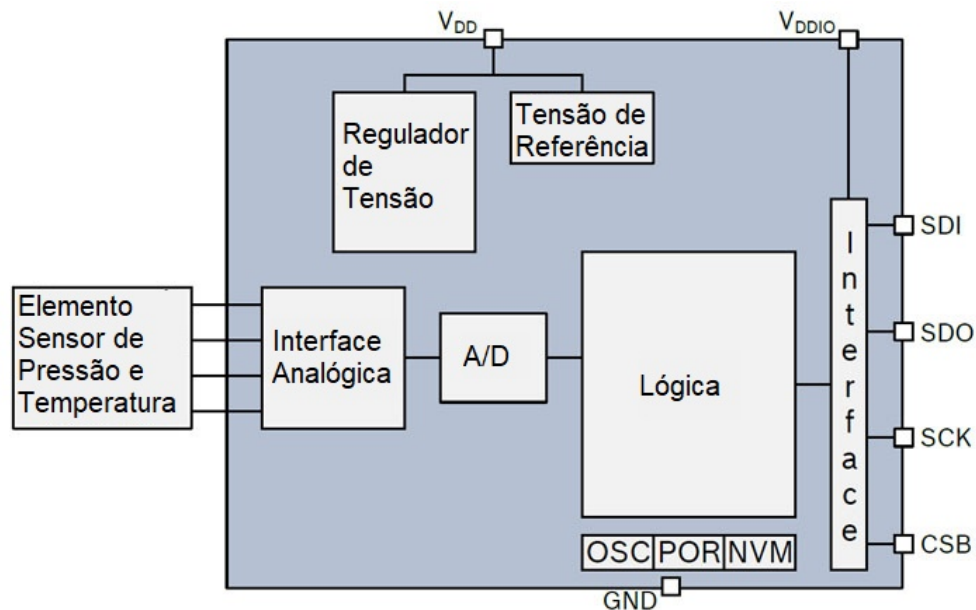 VDD
VDDIO
Regulador
de
Tensão
Tensão de
Referência
Elemento
Sensor de
Pressão e
Temperatura
Interface
Analógica
A/D
Lógica
Interface
SDI
SDO
SCK
CSB
OSC POR NVM
GND